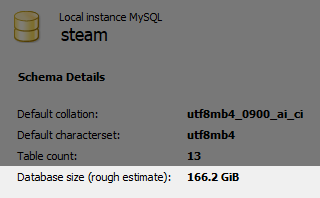 Local instance MySQL
steam
Schema Details
Default collation: utf8mb4_0900_ai_ci
Default characterset: utf8mb4
Table count: 13
Database size (rough estimate): 166.2 GiB